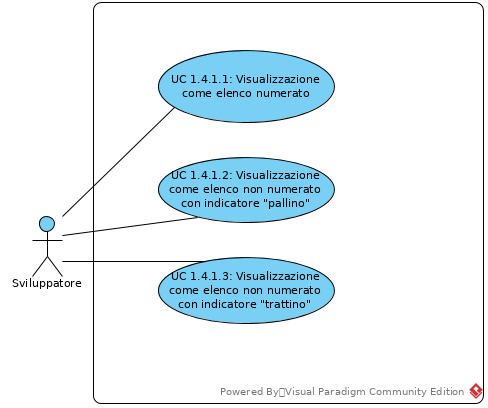 UC 1.4.1.1: Visualizzazione
come elenco numerato
UC 1.4.1.2: Visualizzazione
come elenco non numerato
con indicatore "pallino"
Sviluppatore
UC 1.4.1.3: Visualizzazione
come elenco non numerato
con indicatore "trattino"
Powered By Visual Paradigm Community Edition